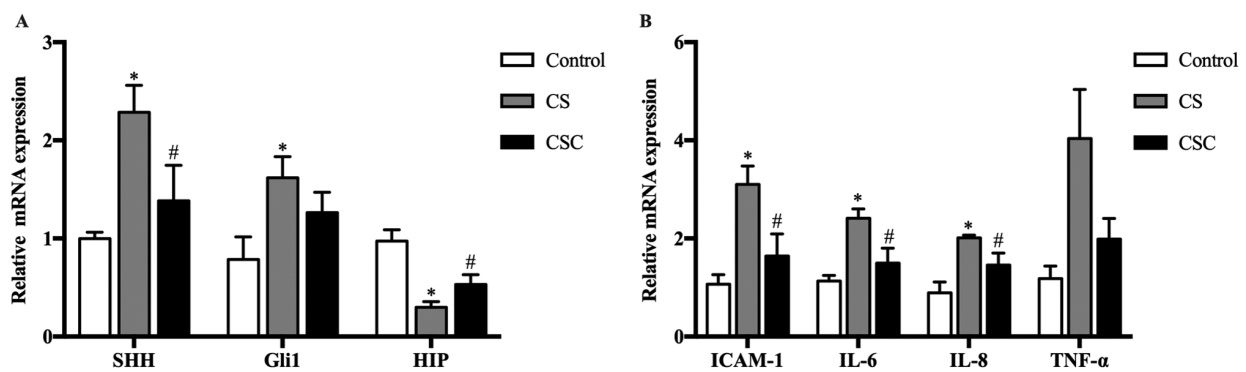 A
Relative mRNA expression
3
2
1
0
*
#
*
*
#
SHH
Gli1
HIP
Control
CS
CSC
B
Relative mRNA expression
6
4
2
0
*
#
*
#
*
#
ICAM-1
IL-6
IL-8
TNF-α
Control
CS
CSC